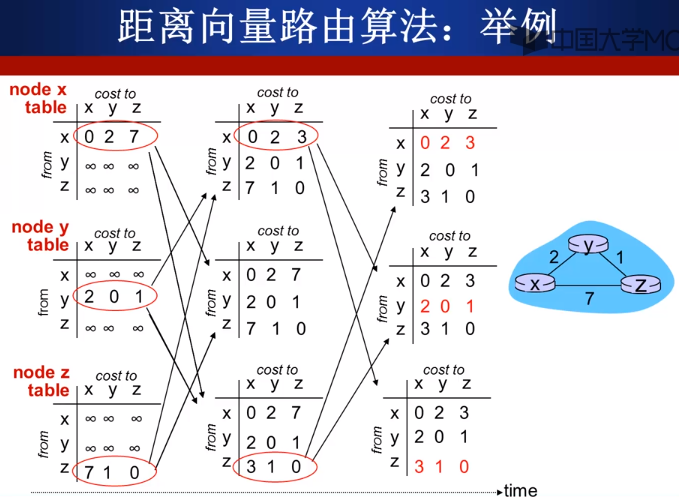 距离向量路由算法：举例
中国大学MO
node x table
cost to
x y z
from
x 0 2 7
y ∞ ∞ ∞
z ∞ ∞ ∞
cost to
x y z
from
x 0 2 3
y 2 0 1
z 7 1 0
cost to
x y z
from
x 0 2 3
y 2 0 1
z 3 1 0
node y table
cost to
x y z
from
x ∞ ∞ ∞
y 2 0 1
z ∞ ∞ ∞
cost to
x y z
from
x 0 2 7
y 2 0 1
z 7 1 0
cost to
x y z
from
x 0 2 3
y 2 0 1
z 3 1 0
node z table
cost to
x y z
from
x ∞ ∞ ∞
y ∞ ∞ ∞
z 7 1 0
cost to
x y z
from
x 0 2 7
y 2 0 1
z 3 1 0
cost to
x y z
from
x 0 2 3
y 2 0 1
z 3 1 0
y
2 1
x z
7
time